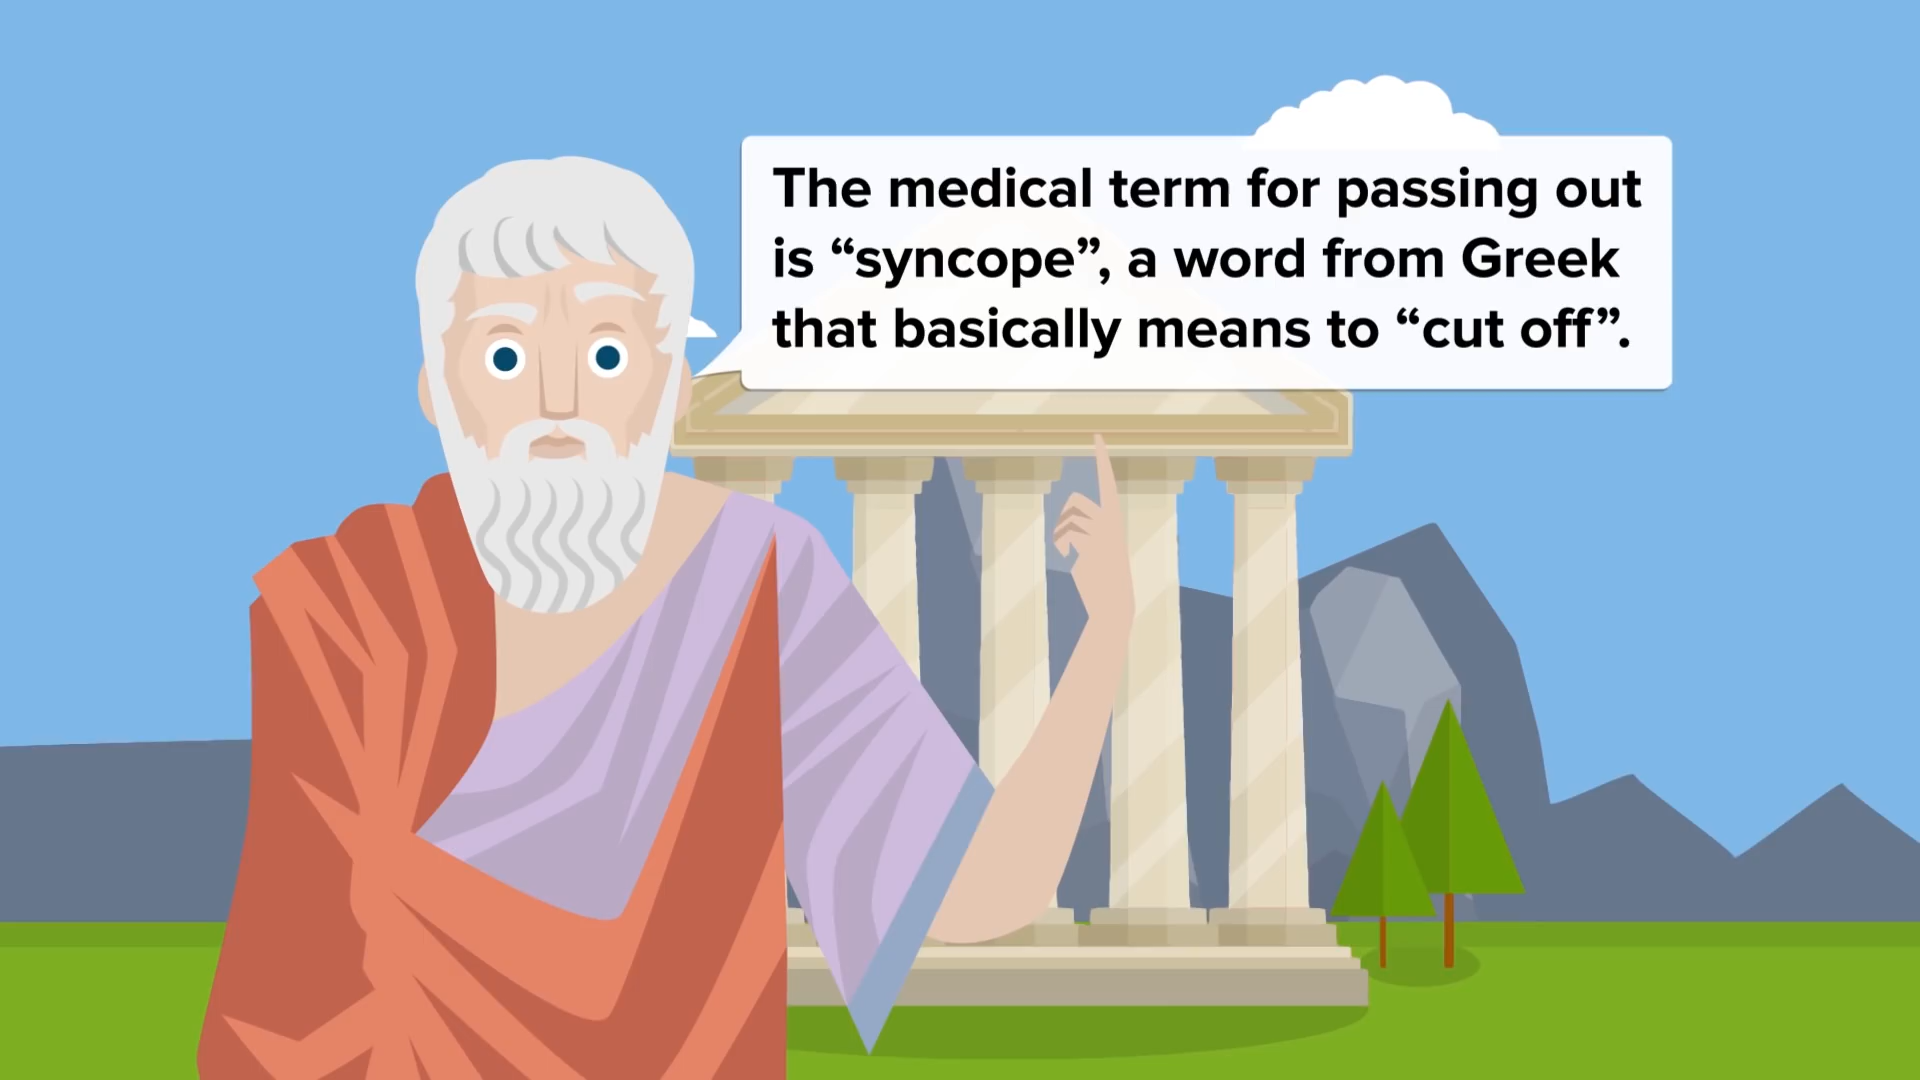 The medical term for passing out
is “syncope”, a word from Greek
that basically means to “cut off”.